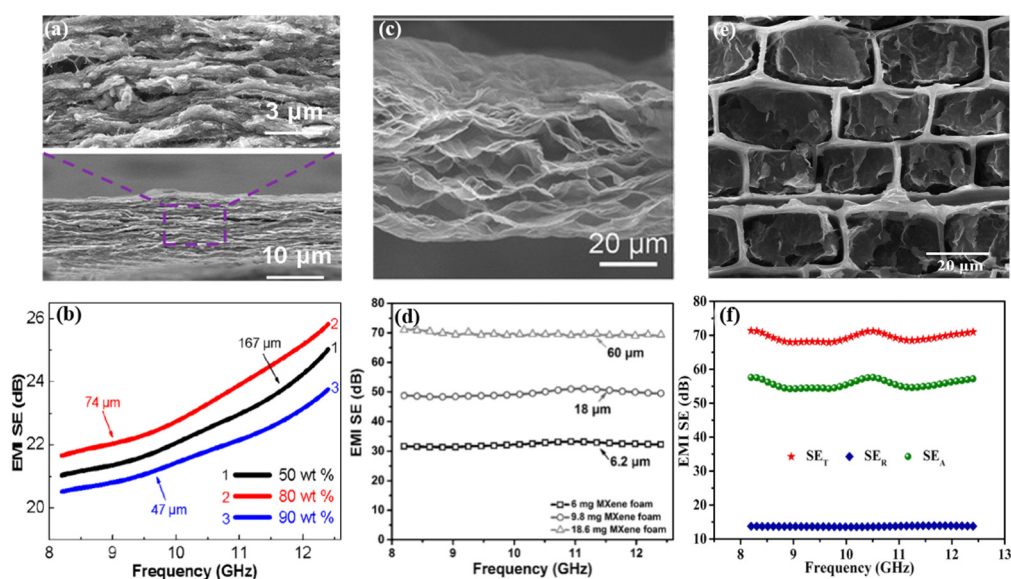 (a)
3 μm
10 μm
(c)
20 μm
(e)
20 μm
(b)
EMI SE (dB)
26
24
22
20
2
1
3
167 μm
74 μm
47 μm
1 50 wt %
2 80 wt %
3 90 wt %
8 9 10 11 12
Frequency (GHz)
(d)
EMI SE (dB)
80
70
60
50
40
30
20
10
0
60 μm
18 μm
6.2 μm
6 mg MXene foam
9.8 mg MXene foam
18.6 mg MXene foam
8 9 10 11 12
Frequency (GHz)
(f)
EMI SE (dB)
80
70
60
50
40
30
20
10
SET SER SEA
7 8 9 10 11 12 13
Frequency (GHz)